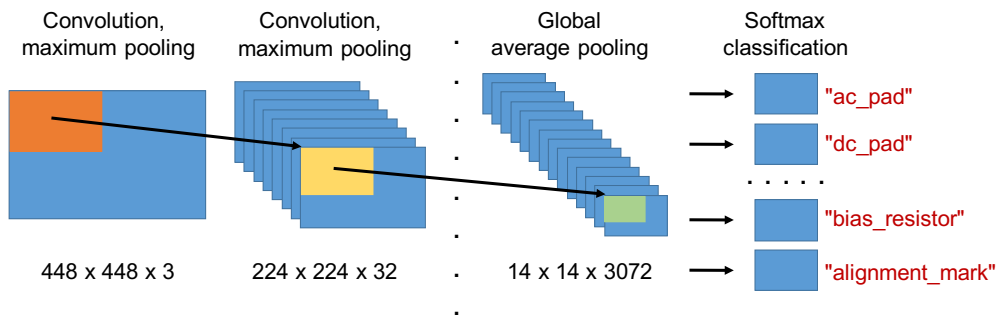 Convolution,
maximum pooling
Convolution,
maximum pooling
Global
average pooling
Softmax
classification
"ac_pad"
"dc_pad"
. . . . .
"bias_resistor"
"alignment_mark"
448 x 448 x 3
224 x 224 x 32
14 x 14 x 3072